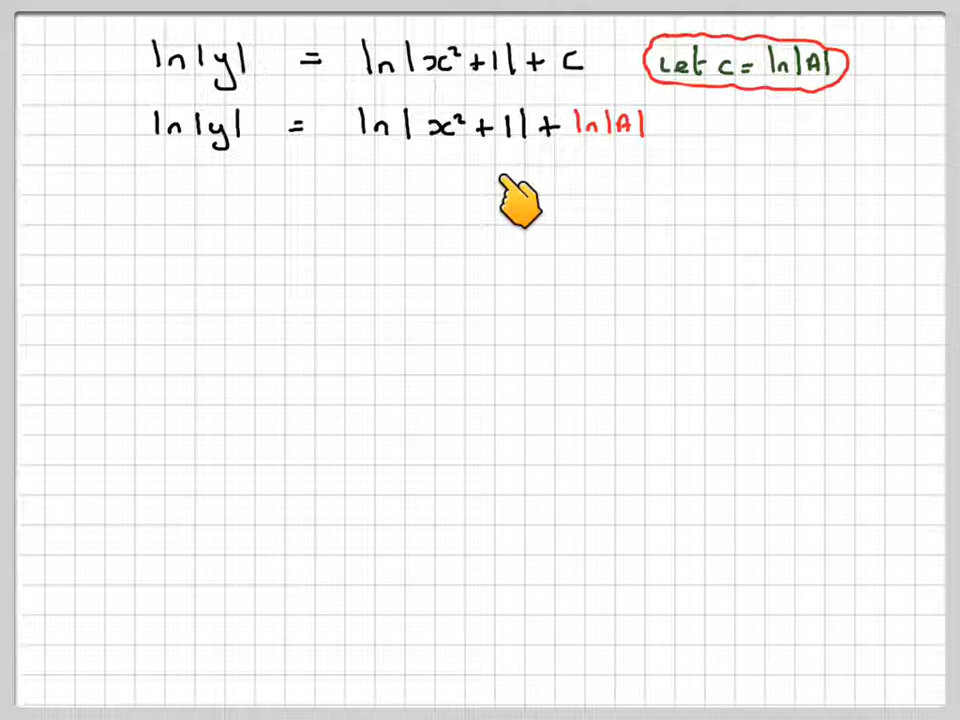 ln|y| = ln|x²+1| + c Let c = ln|A|
ln|y| = ln|x²+1| + ln|A|